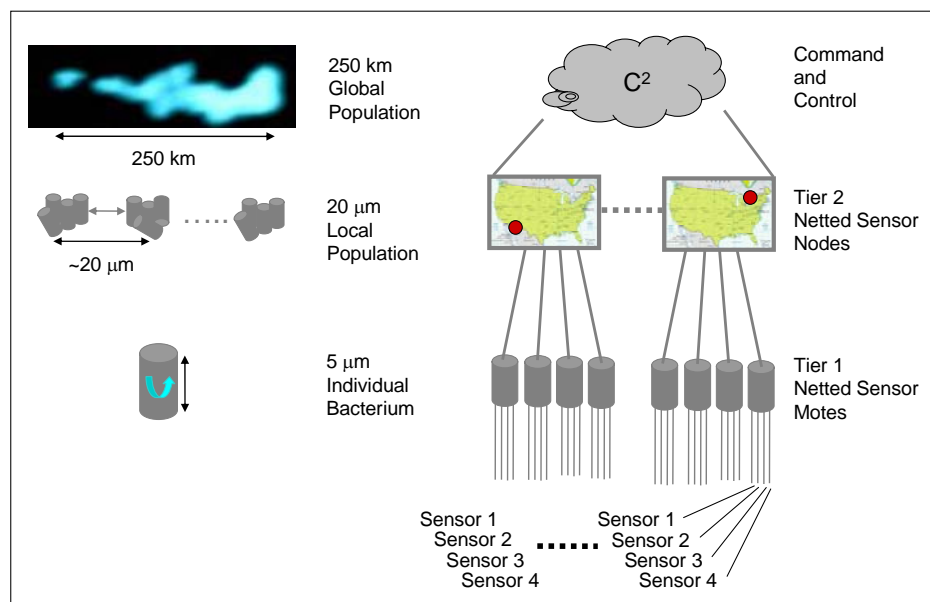 250 km
Global
Population
250 km
20 μm
Local
Population
~20 μm
5 μm
Individual
Bacterium
C²
Command
and
Control
Tier 2
Netted Sensor
Nodes
Tier 1
Netted Sensor
Motes
Sensor 1
Sensor 2
Sensor 3
Sensor 4
Sensor 1
Sensor 2
Sensor 3
Sensor 4